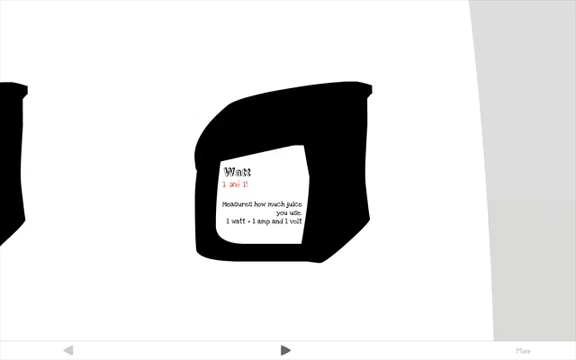 Watt
1 and 1!
Measures how much juice
you use.
1 watt = 1 amp and 1 volt
More